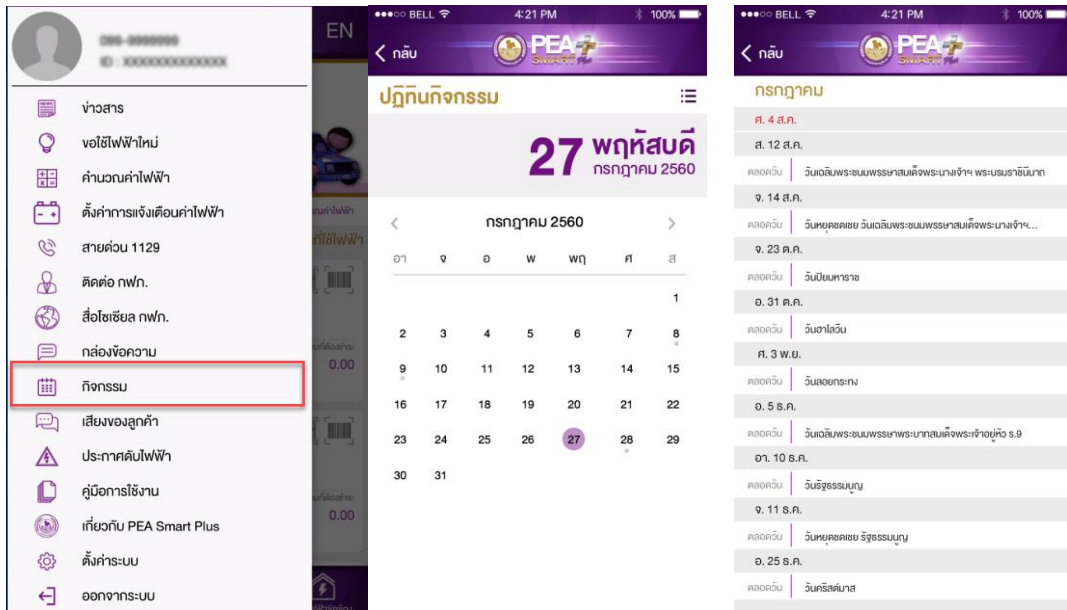 EN
ข่าวสาร
ขอใช้ไฟฟ้าใหม่
คำนวณค่าไฟฟ้า
ตั้งค่าการแจ้งเตือนค่าไฟฟ้า
สายด่วน 1129
ติดต่อ กฟภ.
สื่อโซเชียล กฟภ.
กล่องข้อความ
0.00
กิจกรรม
เสียงของลูกค้า
ประกาศดับไฟฟ้า
คู่มือการใช้งาน
เกี่ยวกับ PEA Smart Plus
0.00
ตั้งค่าระบบ
ออกจากระบบ
BELL 4:21 PM 100%
กลับ
PEA
SMART Plus
ปฏิทินกิจกรรม
27 พฤหัสบดี
กรกฎาคม 2560
กรกฎาคม 2560
อา จ อ พ พฤ ศ ส
1
2 3 4 5 6 7 8
9 10 11 12 13 14 15
16 17 18 19 20 21 22
23 24 25 26 27 28 29
30 31
BELL 4:21 PM 100%
กลับ
PEA
SMART Plus
กรกฎาคม
ศ. 4 ส.ค.
ส. 12 ส.ค.
ตลอดวัน วันเฉลิมพระชนมพรรษาสมเด็จพระนางเจ้าฯ พระบรมราชินีนาถ
จ. 14 ส.ค.
ตลอดวัน วันหยุดชดเชย วันเฉลิมพระชนมพรรษาสมเด็จพระนางเจ้าฯ...
จ. 23 ต.ค.
ตลอดวัน วันปิยมหาราช
อ. 31 ต.ค.
ตลอดวัน วันฮาโลวีน
ศ. 3 พ.ย.
ตลอดวัน วันลอยกระทง
อ. 5 ธ.ค.
ตลอดวัน วันเฉลิมพระชนมพรรษาพระบาทสมเด็จพระเจ้าอยู่หัว ร.9
อา. 10 ธ.ค.
ตลอดวัน วันรัฐธรรมนูญ
จ. 11 ธ.ค.
ตลอดวัน วันหยุดชดเชย รัฐธรรมนูญ
จ. 25 ธ.ค.
ตลอดวัน วันคริสต์มาส